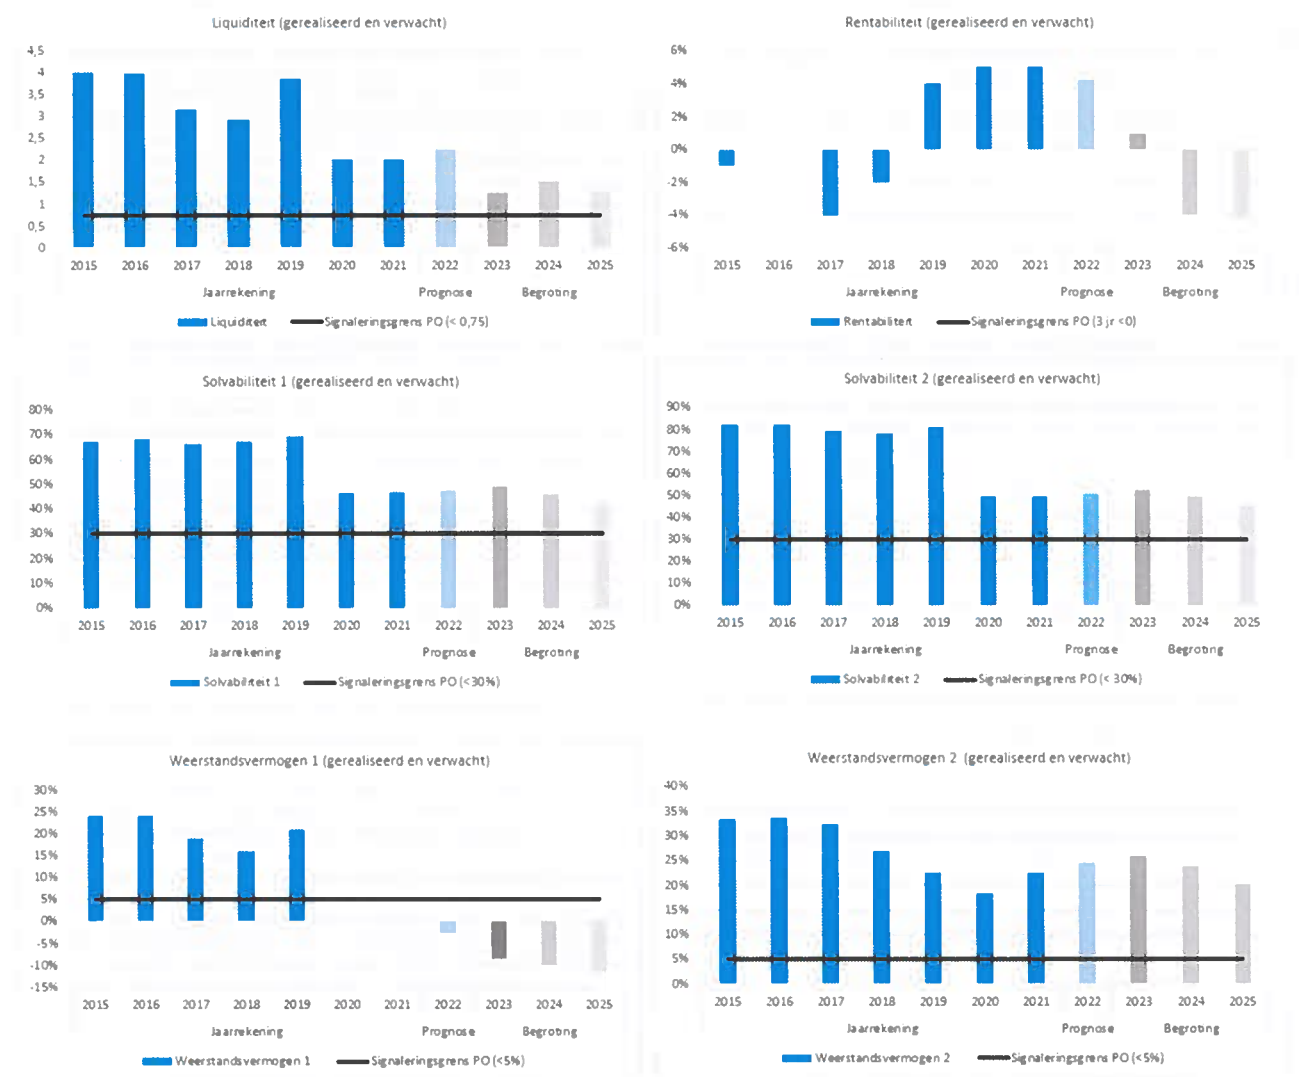 Liquiditeit (gerealiseerd en verwacht)
4,5
4
3,5
3
2,5
2
1,5
1
0,5
0
2015 2016 2017 2018 2019 2020 2021 2022 2023 2024 2025
Jaarrekening Prognose Begroting
Liquiditeit Signaleringsgrens PO (< 0,75)
Rentabiliteit (gerealiseerd en verwacht)
6%
4%
2%
0%
-2%
-4%
-6%
2015 2016 2017 2018 2019 2020 2021 2022 2023 2024 2025
Jaarrekening Prognose Begroting
Rentabiliteit Signaleringsgrens PO (3 jr <0)
Solvabiliteit 1 (gerealiseerd en verwacht)
80%
70%
60%
50%
40%
30%
20%
10%
0%
2015 2016 2017 2018 2019 2020 2021 2022 2023 2024 2025
Jaarrekening Prognose Begroting
Solvabiliteit 1 Signaleringsgrens PO (<30%)
Solvabiliteit 2 (gerealiseerd en verwacht)
90%
80%
70%
60%
50%
40%
30%
20%
10%
0%
2015 2016 2017 2018 2019 2020 2021 2022 2023 2024 2025
Jaarrekening Prognose Begroting
Solvabiliteit 2 Signaleringsgrens PO (< 30%)
Weerstandsvermogen 1 (gerealiseerd en verwacht)
30%
25%
20%
15%
10%
5%
0%
-5%
-10%
-15%
2015 2016 2017 2018 2019 2020 2021 2022 2023 2024 2025
Jaarrekening Prognose Begroting
Weerstandsvermogen 1 Signaleringsgrens PO (<5%)
Weerstandsvermogen 2 (gerealiseerd en verwacht)
40%
35%
30%
25%
20%
15%
10%
5%
0%
2015 2016 2017 2018 2019 2020 2021 2022 2023 2024 2025
Jaarrekening Prognose Begroting
Weerstandsvermogen 2 Signaleringsgrens PO (<5%)